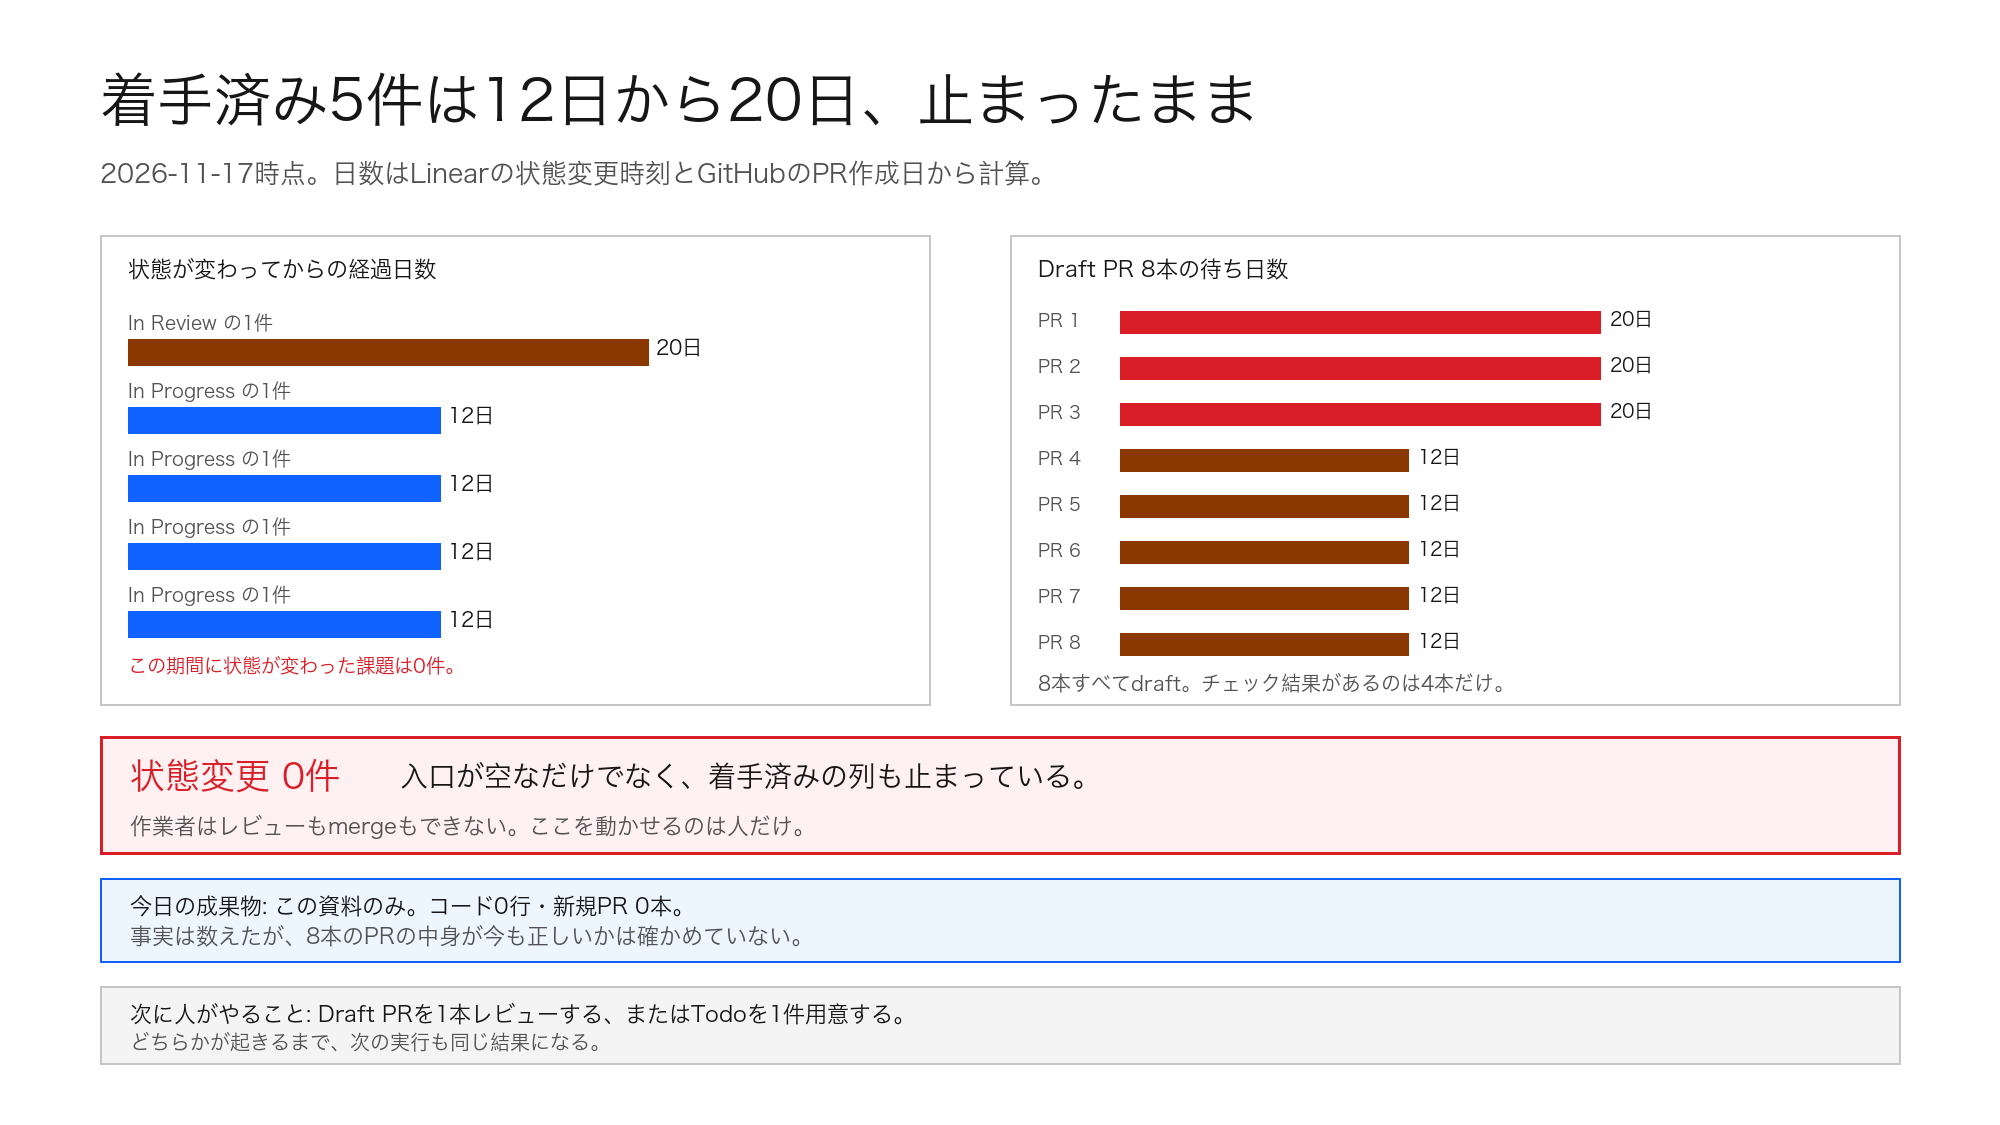 着手済み5件は12日から20日、止まったまま
2026-11-17時点。日数はLinearの状態変更時刻とGitHubのPR作成日から計算。
状態が変わってからの経過日数
In Review の1件
20日
In Progress の1件
12日
In Progress の1件
12日
In Progress の1件
12日
In Progress の1件
12日
この期間に状態が変わった課題は0件。
Draft PR 8本の待ち日数
PR 1 20日
PR 2 20日
PR 3 20日
PR 4 12日
PR 5 12日
PR 6 12日
PR 7 12日
PR 8 12日
8本すべてdraft。チェック結果があるのは4本だけ。
状態変更 0件 入口が空なだけでなく、着手済みの列も止まっている。
作業者はレビューもmergeもできない。ここを動かせるのは人だけ。
今日の成果物: この資料のみ。コード0行・新規PR 0本。
事実は数えたが、8本のPRの中身が今も正しいかは確かめていない。
次に人がやること: Draft PRを1本レビューする、またはTodoを1件用意する。
どちらかが起きるまで、次の実行も同じ結果になる。